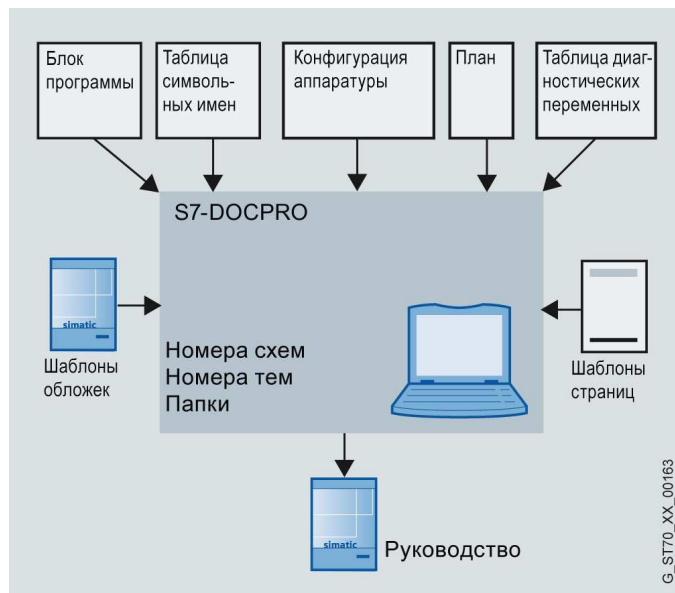 Блок
программы
Таблица
символь-
ных имен
Конфигурация
аппаратуры
План
Таблица диаг-
ностических
переменных
S7-DOCPRO
simatic
Шаблоны
обложек
Номера схем
Номера тем
Папки
Шаблоны
страниц
simatic
Руководство
G_ST70_XX_00163